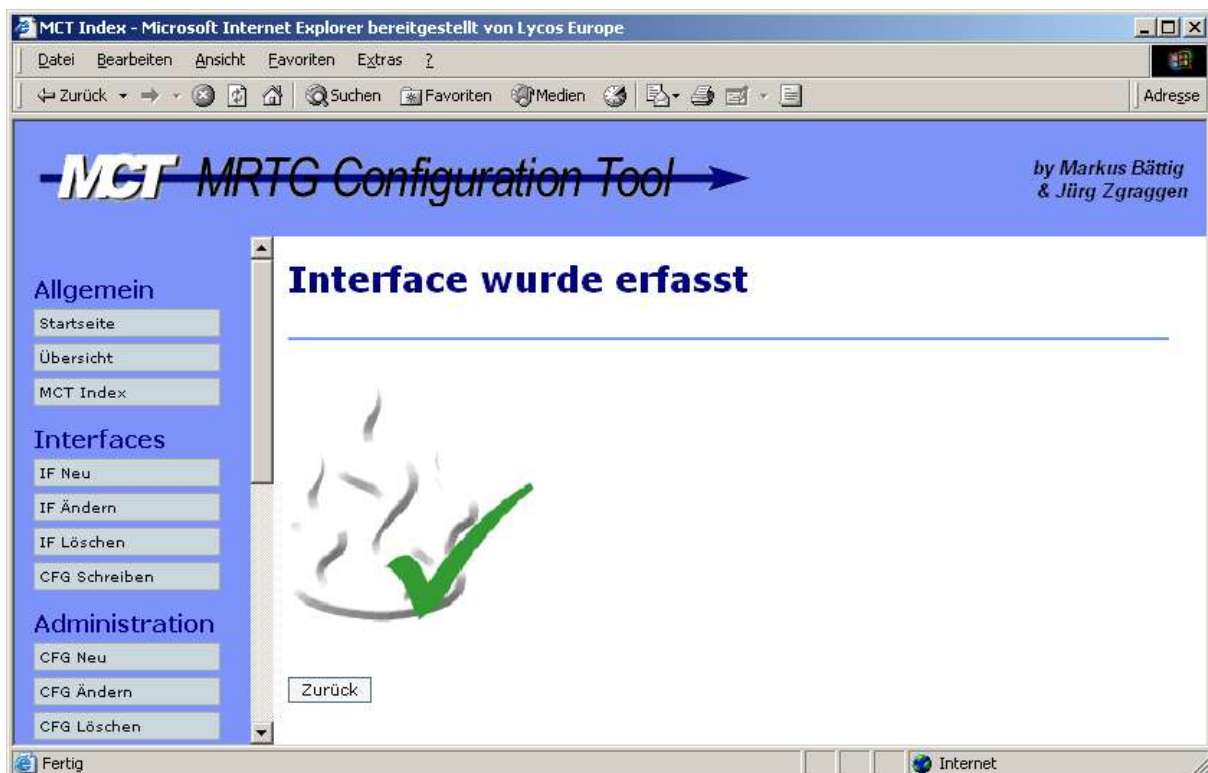 MCT Index - Microsoft Internet Explorer bereitgestellt von Lycos Europe
Datei Bearbeiten Ansicht Favoriten Extras ?
Zurück Suchen Favoriten Medien Adresse
MCT MRTG Configuration Tool
by Markus Bättig
& Jürg Zgraggen
Allgemein
Startseite
Übersicht
MCT Index
Interfaces
IF Neu
IF Ändern
IF Löschen
CFG Schreiben
Administration
CFG Neu
CFG Ändern
CFG Löschen
Interface wurde erfasst
Zurück
Fertig Internet